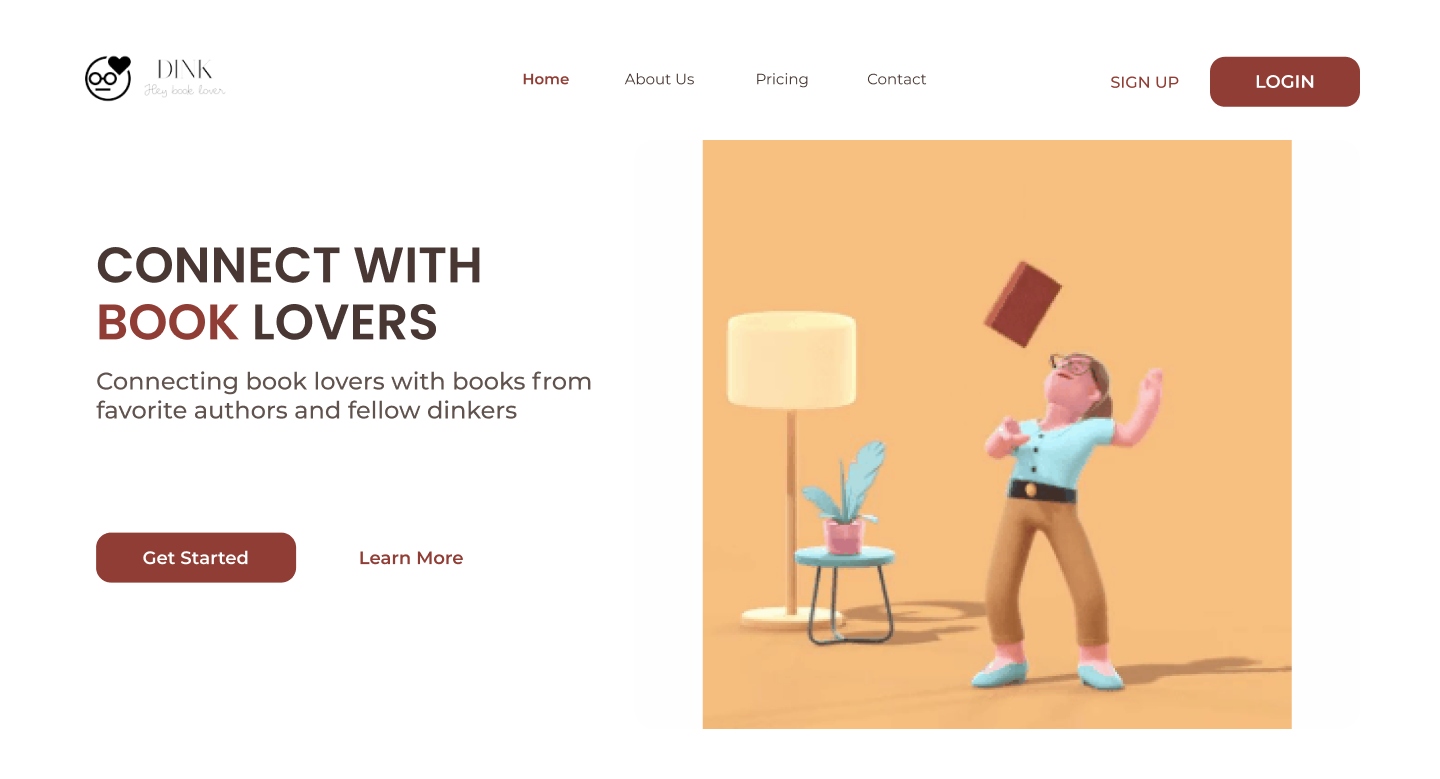 DINK
Hey book lover
Home
About Us
Pricing
Contact
SIGN UP
LOGIN
CONNECT WITH
BOOK LOVERS
Connecting book lovers with books from
favorite authors and fellow dinkers
Get Started
Learn More